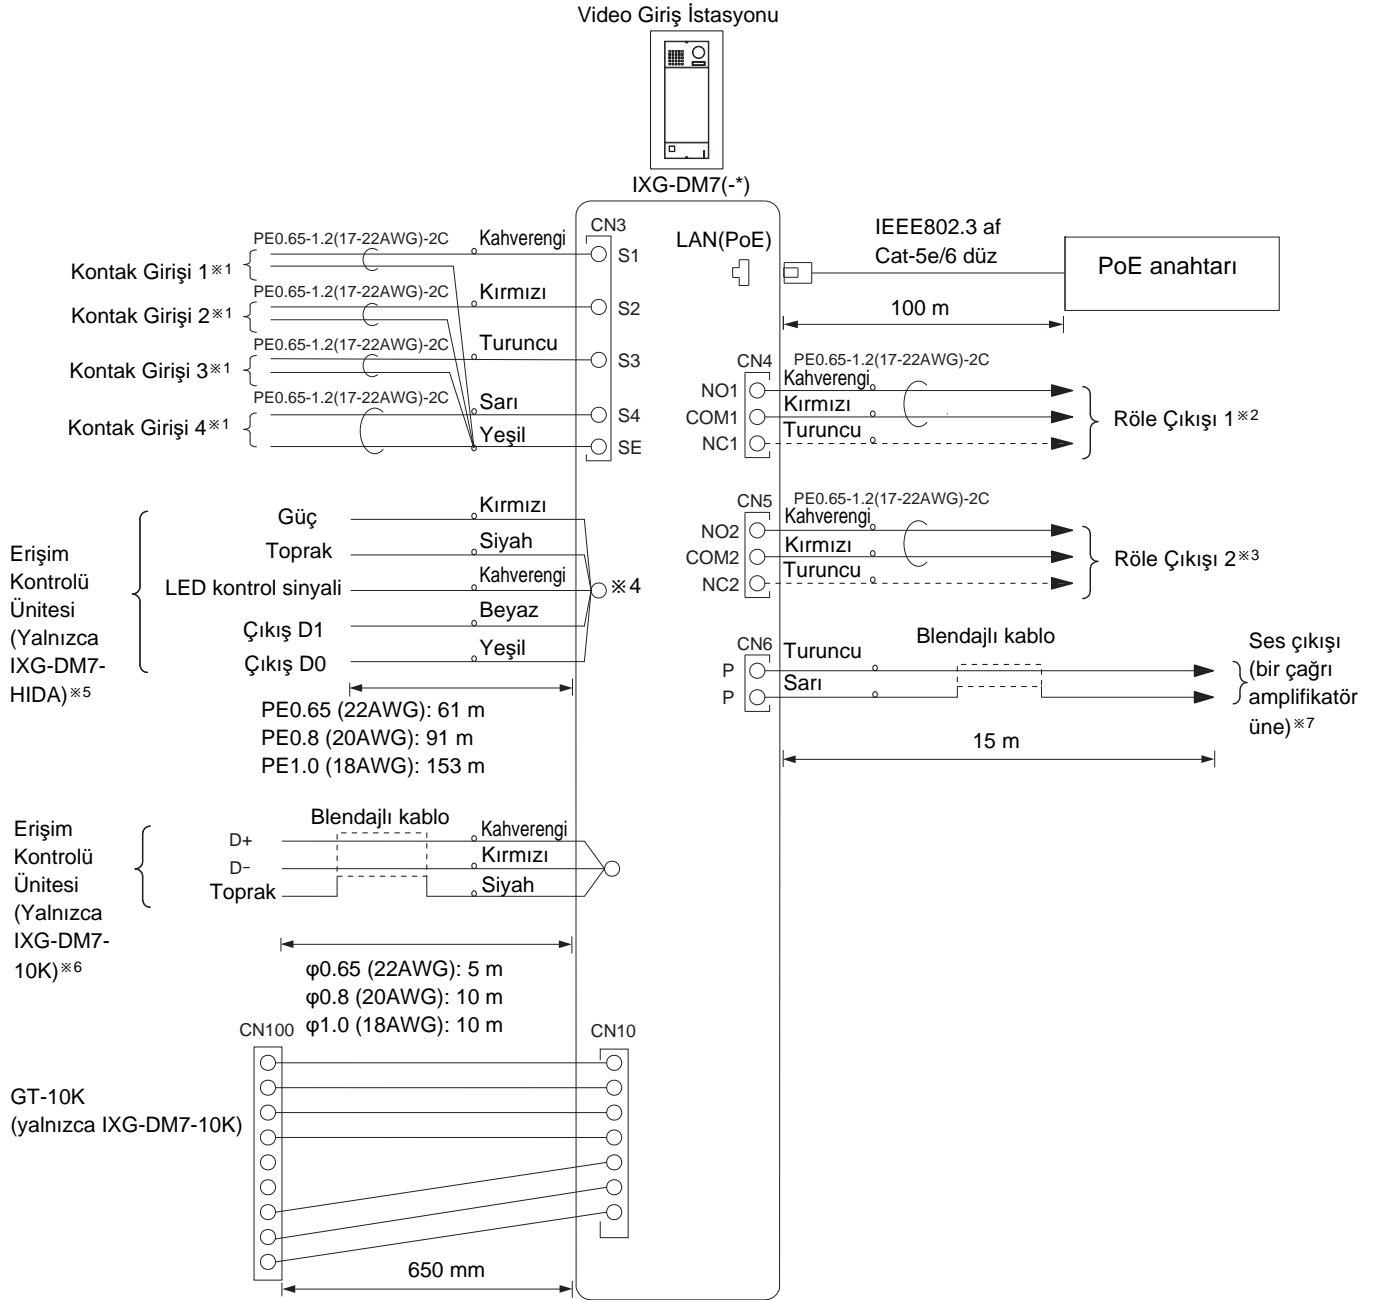 Video Giriş İstasyonu
IXG-DM7(-*)
CN3
PE0.65-1.2(17-22AWG)-2C
Kahverengi
S1
Kontak Girişi 1※1
PE0.65-1.2(17-22AWG)-2C
Kırmızı
S2
Kontak Girişi 2※1
PE0.65-1.2(17-22AWG)-2C
Turuncu
S3
Kontak Girişi 3※1
PE0.65-1.2(17-22AWG)-2C
Sarı
S4
Kontak Girişi 4※1
Yeşil
SE
LAN(PoE)
IEEE802.3 af
Cat-5e/6 düz
PoE anahtarı
100 m
CN4
PE0.65-1.2(17-22AWG)-2C
NO1
Kahverengi
COM1
Kırmızı
NC1
Turuncu
Röle Çıkışı 1※2
CN5
PE0.65-1.2(17-22AWG)-2C
NO2
Kahverengi
COM2
Kırmızı
NC2
Turuncu
Röle Çıkışı 2※3
Erişim
Kontrolü
Ünitesi
(Yalnızca
IXG-DM7-
HIDA)※5
Güç
Kırmızı
Toprak
Siyah
LED kontrol sinyali
Kahverengi
※4
Çıkış D1
Beyaz
Çıkış D0
Yeşil
PE0.65 (22AWG): 61 m
PE0.8 (20AWG): 91 m
PE1.0 (18AWG): 153 m
CN6
Blendajlı kablo
P
Turuncu
P
Sarı
Ses çıkışı
(bir çağrı
amplifikatör
üne)※7
15 m
Erişim
Kontrolü
Ünitesi
(Yalnızca
IXG-DM7-
10K)※6
Blendajlı kablo
D+
Kahverengi
D-
Kırmızı
Toprak
Siyah
φ0.65 (22AWG): 5 m
φ0.8 (20AWG): 10 m
φ1.0 (18AWG): 10 m
CN100
CN10
GT-10K
(yalnızca IXG-DM7-10K)
650 mm